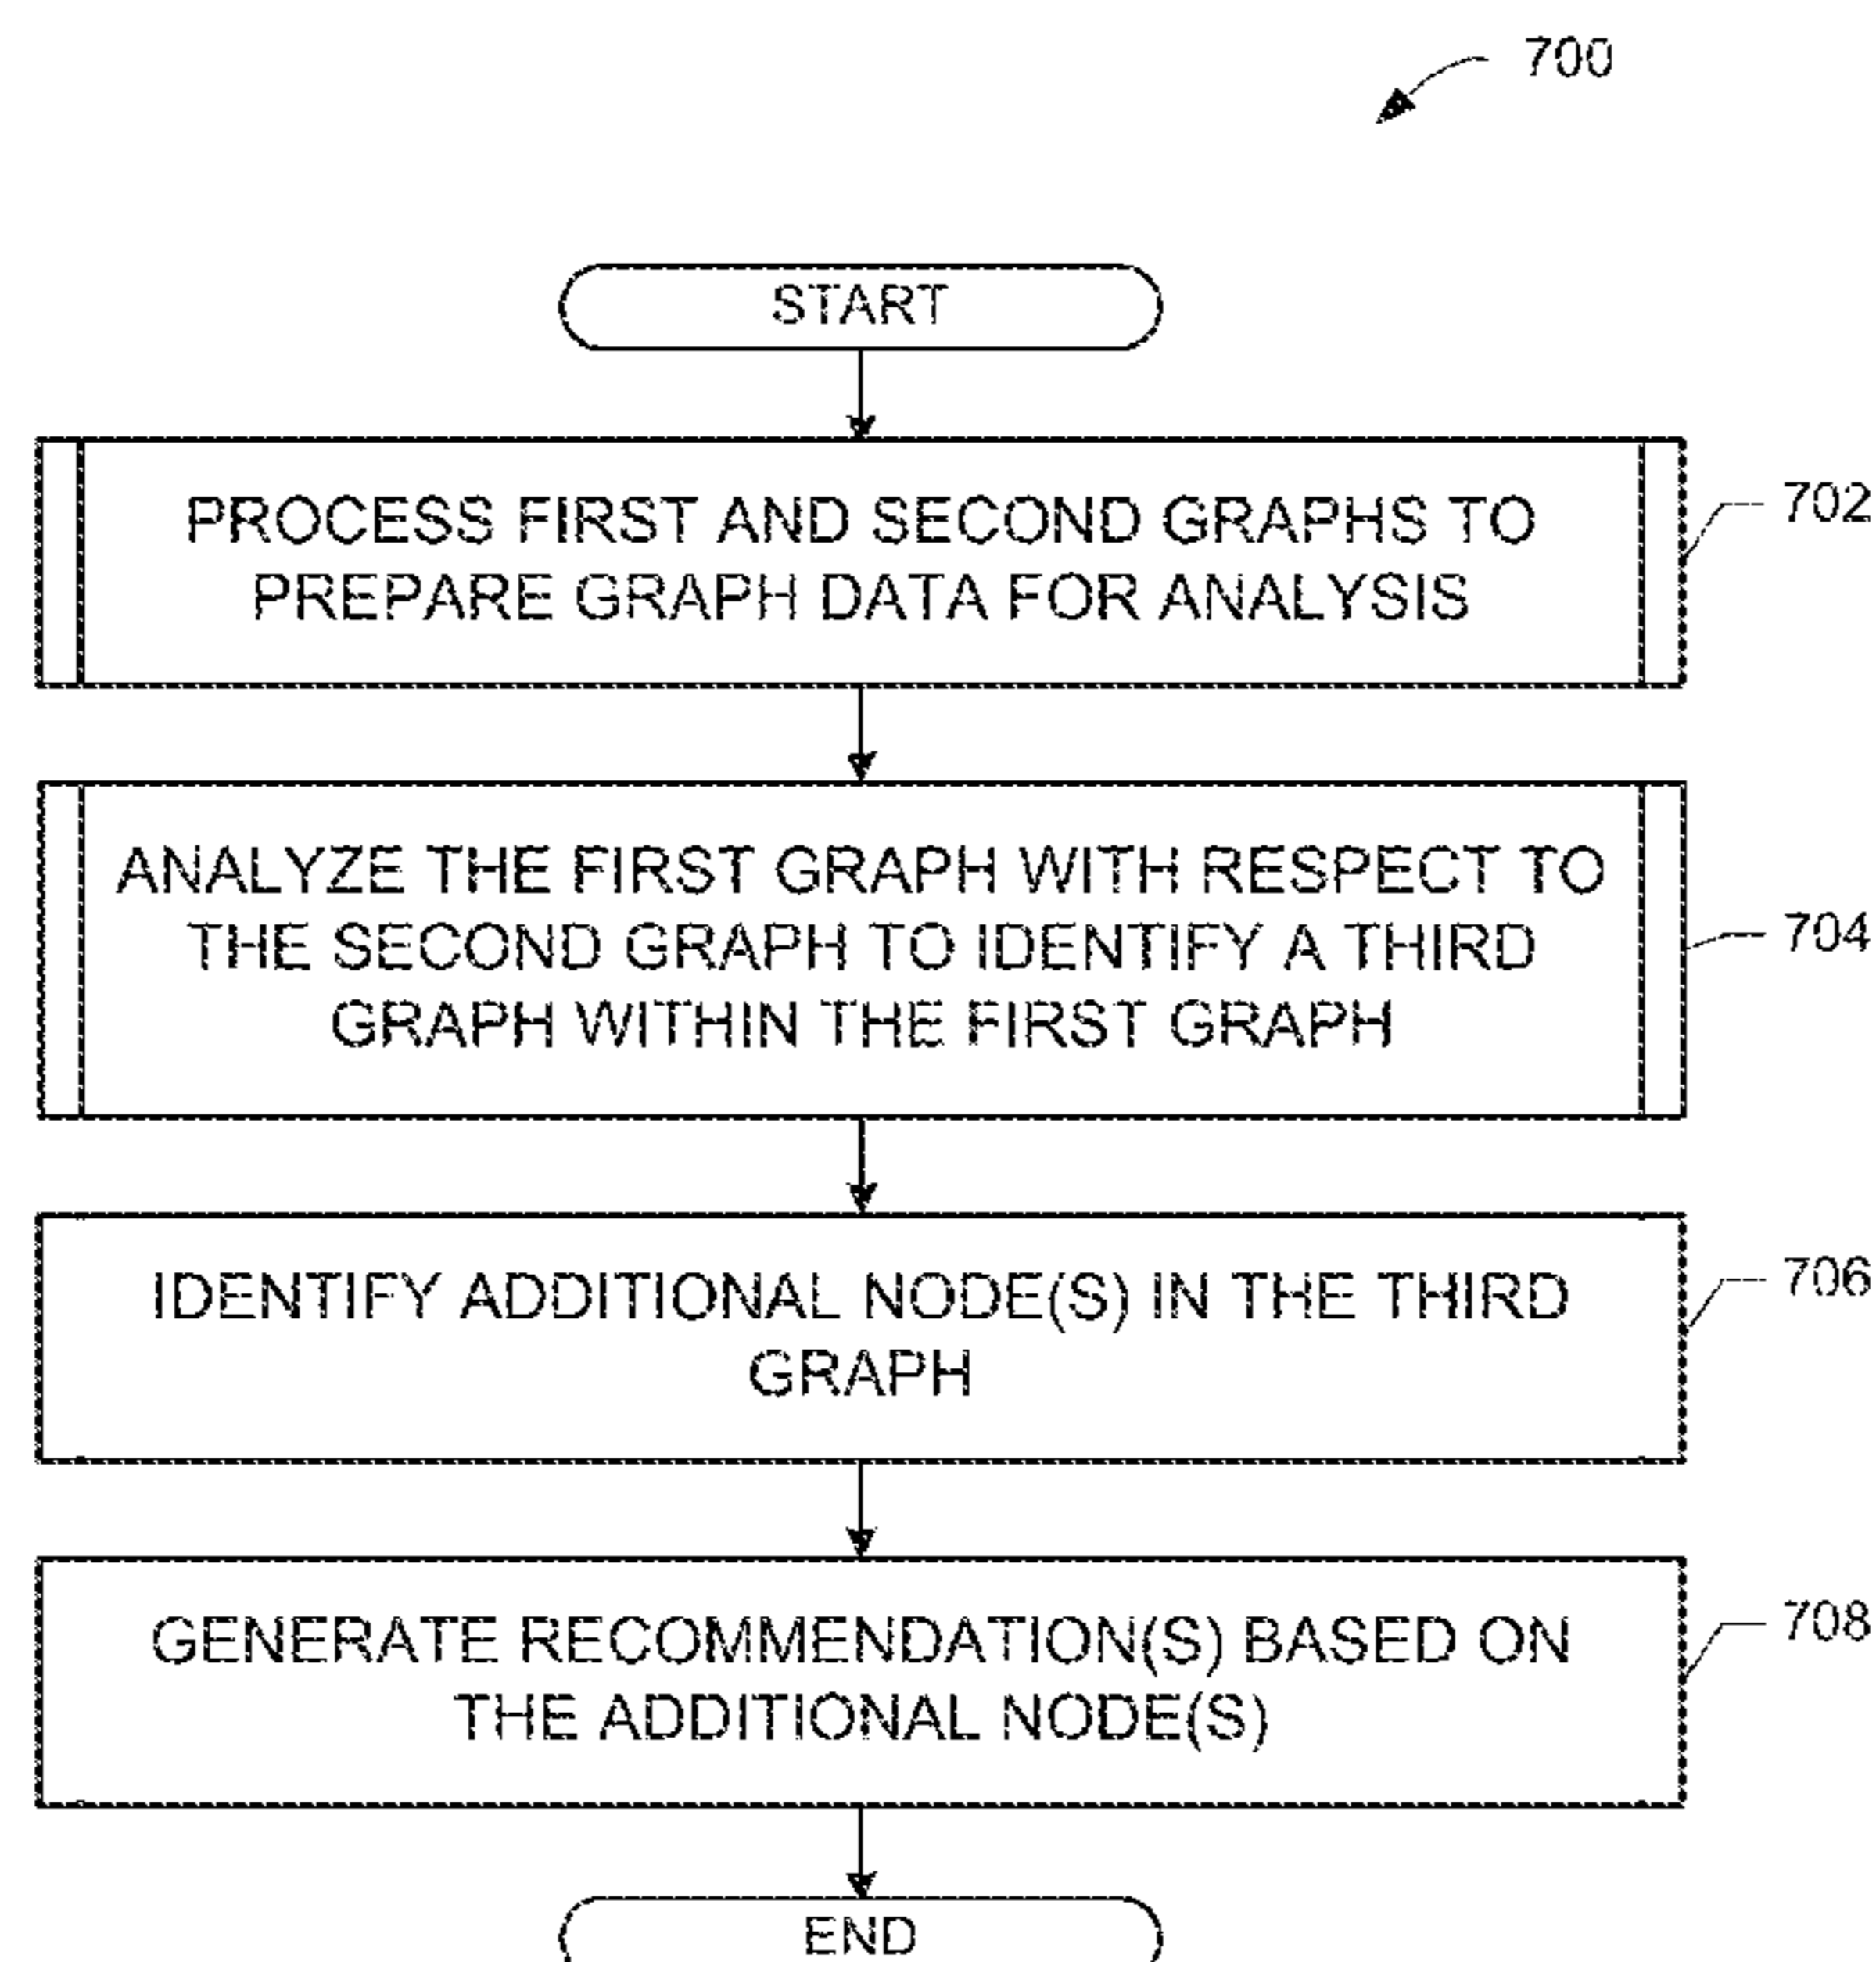 700
START
PROCESS FIRST AND SECOND GRAPHS TO
PREPARE GRAPH DATA FOR ANALYSIS
702
ANALYZE THE FIRST GRAPH WITH RESPECT TO
THE SECOND GRAPH TO IDENTIFY A THIRD
GRAPH WITHIN THE FIRST GRAPH
704
IDENTIFY ADDITIONAL NODE(S) IN THE THIRD
GRAPH
706
GENERATE RECOMMENDATION(S) BASED ON
THE ADDITIONAL NODE(S)
708
END